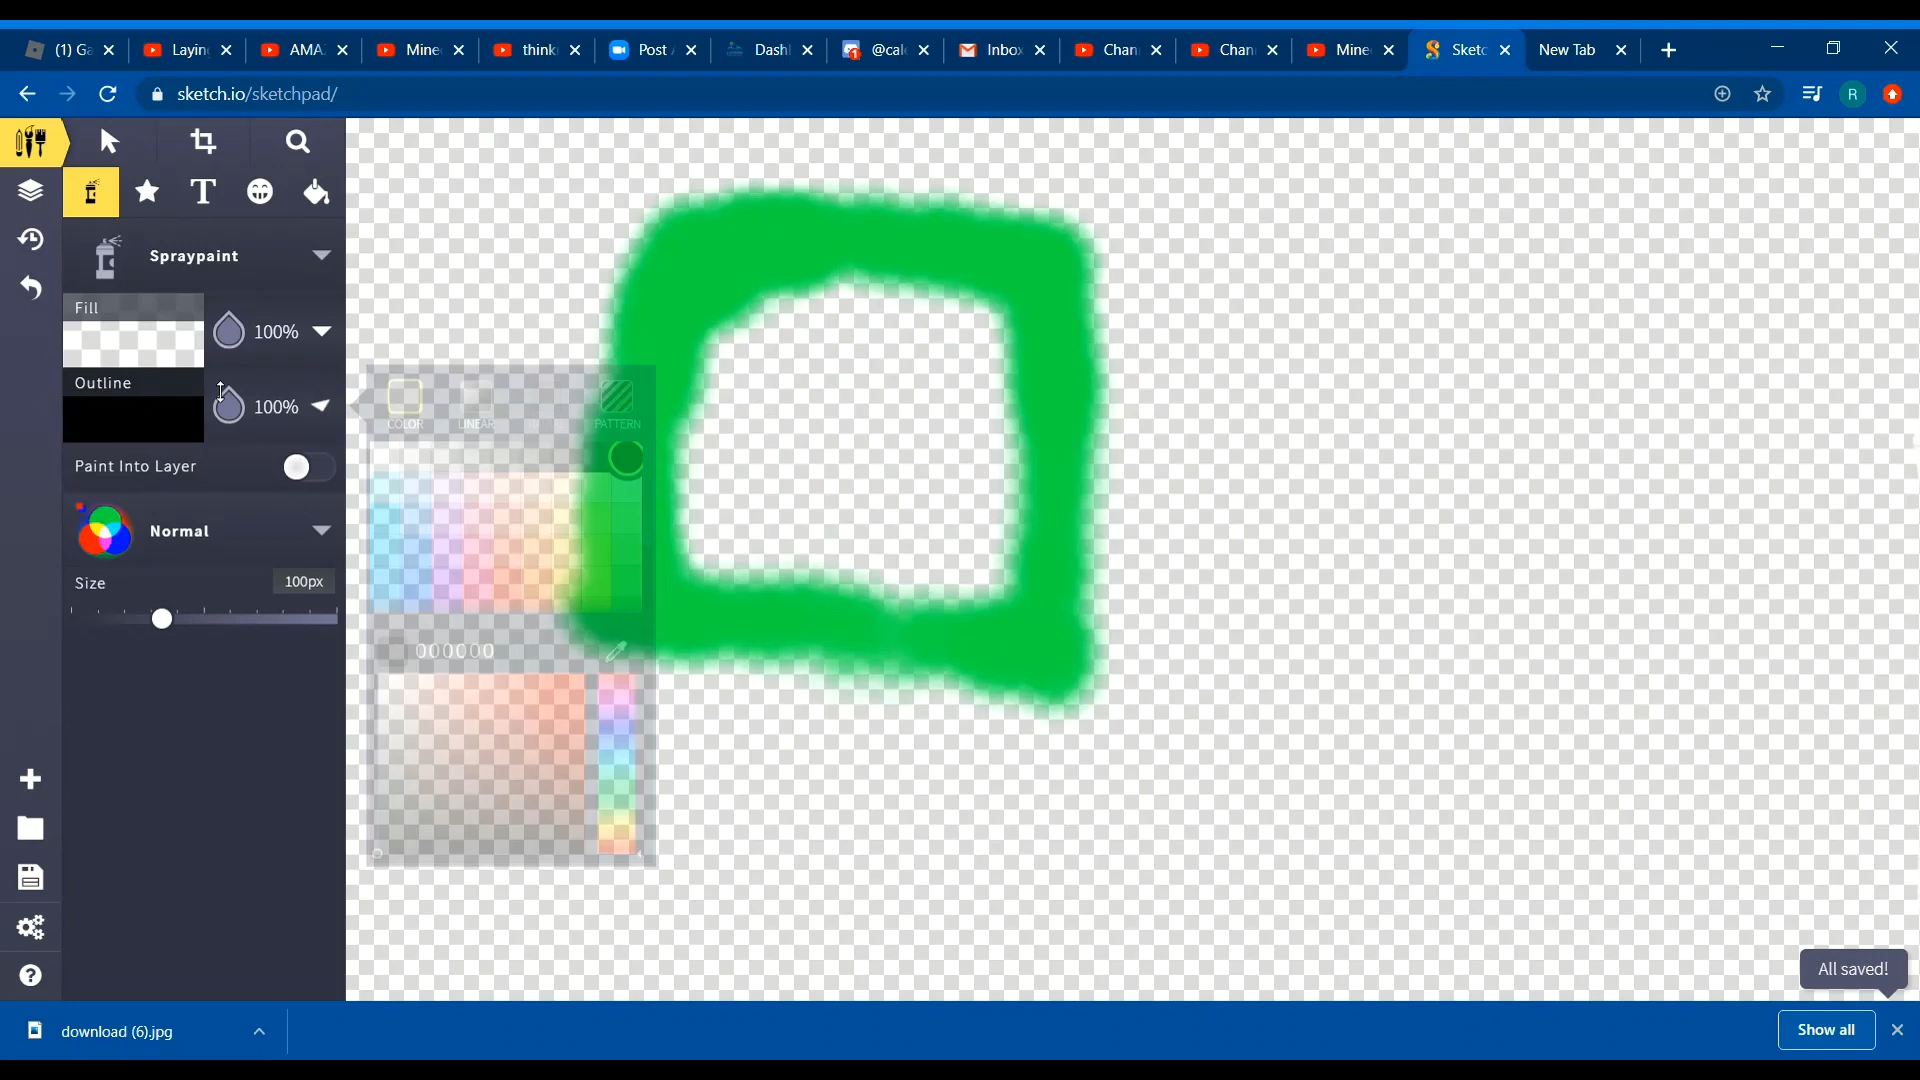 (1) Ga
Layin
AMA
Mine
think
Post
Dash
@cal
Inbox
Chan
Chan
Mine
Sketc
New Tab
sketch.io/sketchpad/
R
T
Spraypaint
Fill
100%
Outline
100%
COLOR
LINEAR
PATTERN
Paint Into Layer
Normal
Size
100px
000000
All saved!
download (6).jpg
Show all